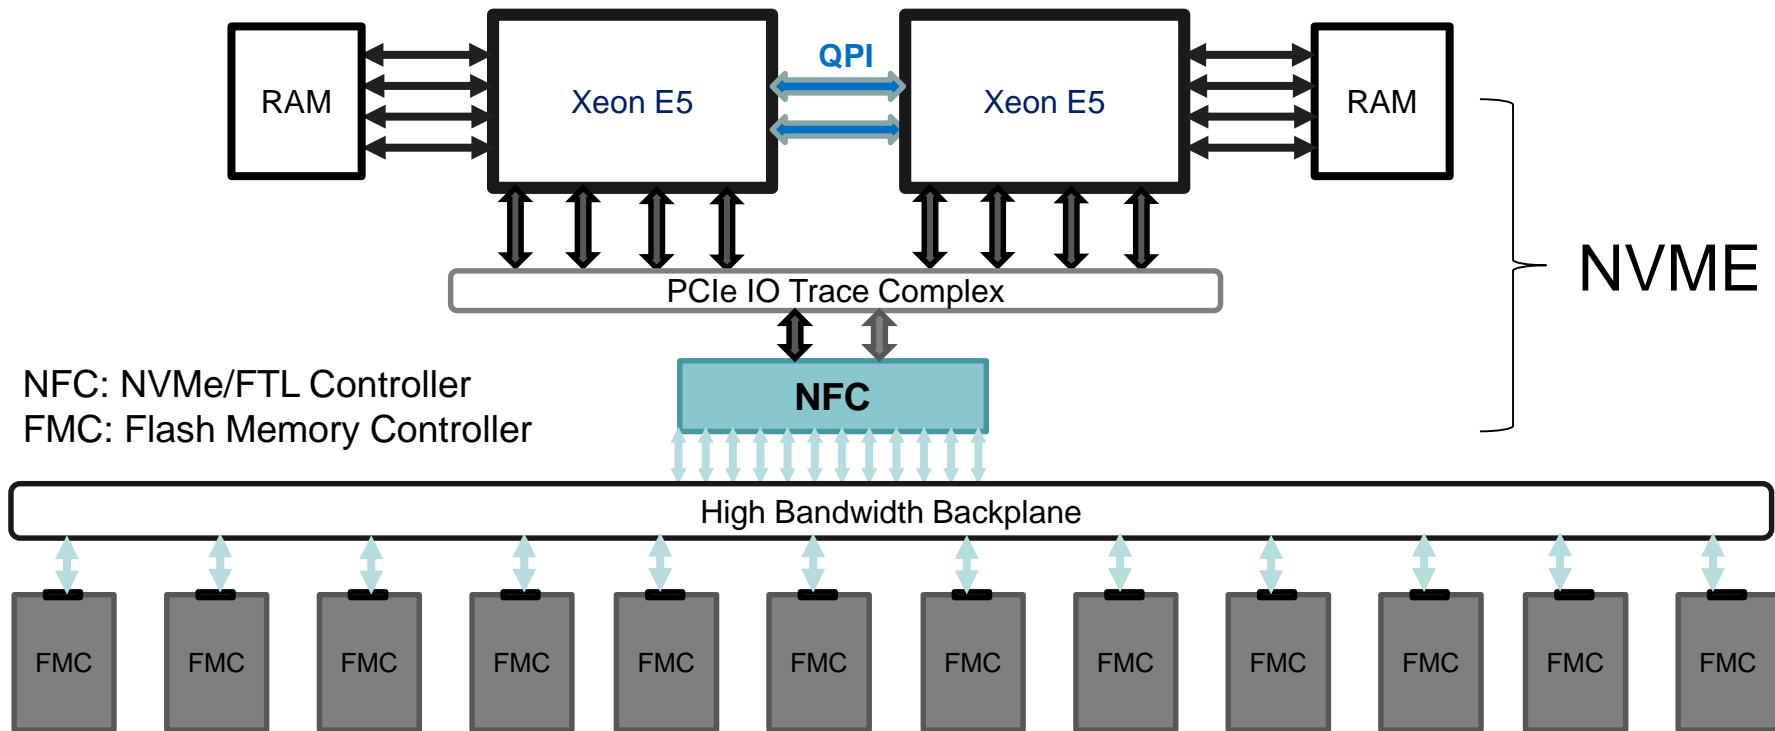 QPI
RAM
Xeon E5
Xeon E5
RAM
NVME
PCIe IO Trace Complex
NFC: NVMe/FTL Controller
FMC: Flash Memory Controller
NFC
High Bandwidth Backplane
FMC
FMC
FMC
FMC
FMC
FMC
FMC
FMC
FMC
FMC
FMC
FMC